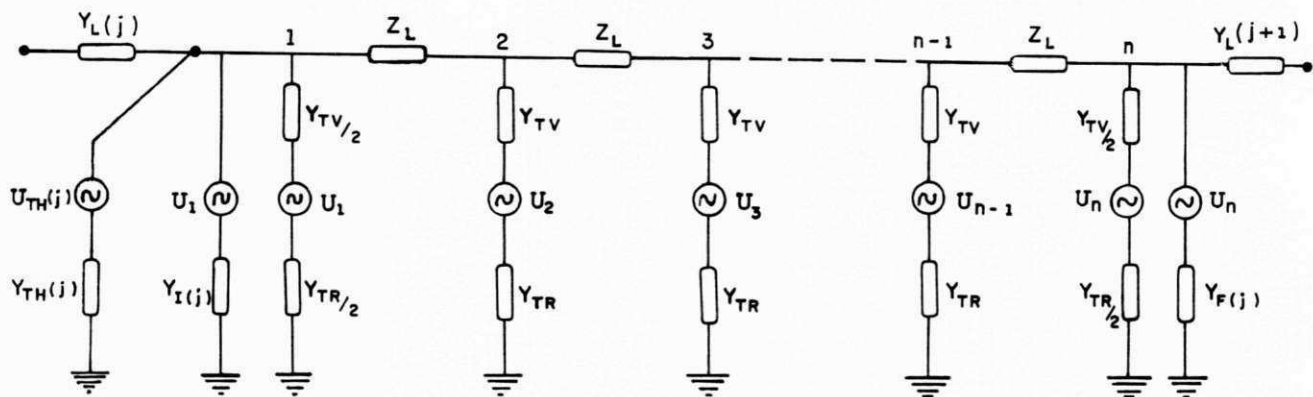 Y_L(j) 1 Z_L 2 Z_L 3 n-1 Z_L n Y_L(j+1)
Y_TV/2 Y_TV Y_TV Y_TV Y_TV/2
U_TH(j) U_1 U_1 U_2 U_3 U_n-1 U_n U_n
Y_TH(j) Y_I(j) Y_TR/2 Y_TR Y_TR Y_TR Y_TR/2 Y_F(j)